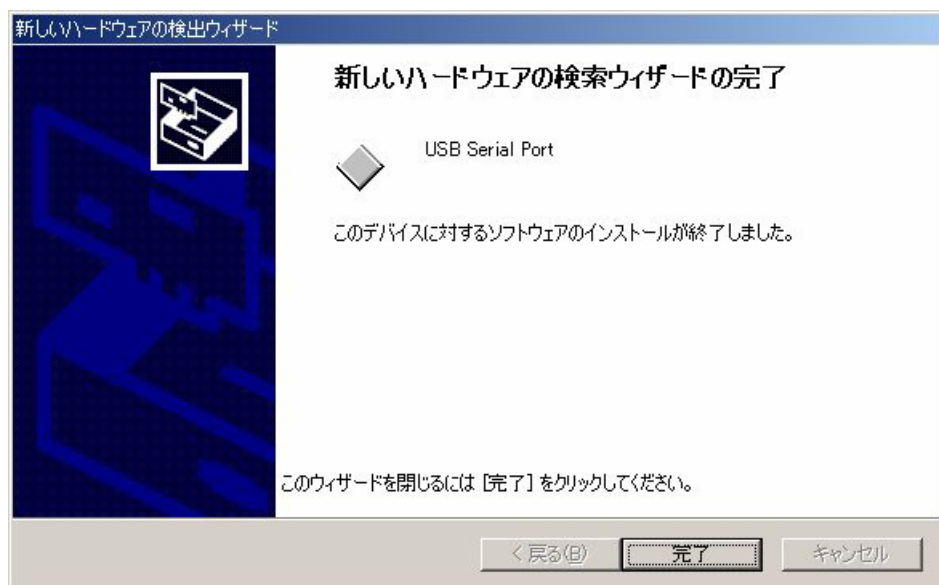 新しいハードウェアの検出ウィザード
新しいハードウェアの検索ウィザードの完了
USB Serial Port
このデバイスに対するソフトウェアのインストールが終了しました。
このウィザードを閉じるには [完了] をクリックしてください。
< 戻る(B)
完了
キャンセル